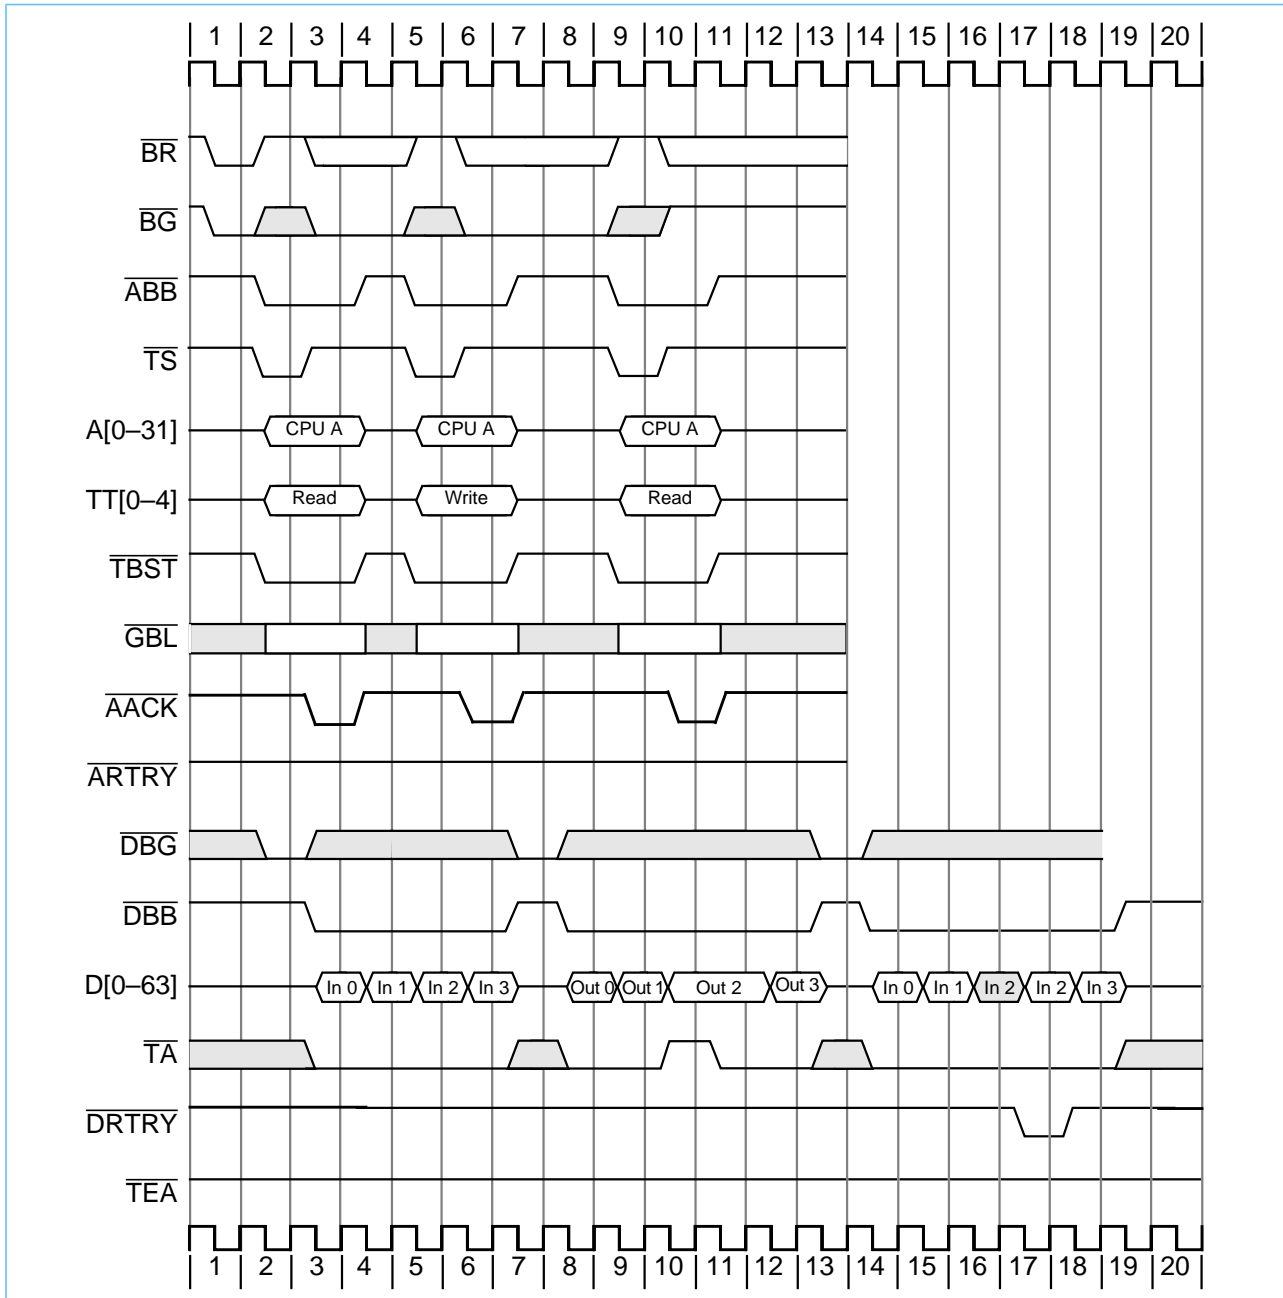 1 2 3 4 5 6 7 8 9 10 11 12 13 14 15 16 17 18 19 20
BR
BG
ABB
TS
A[0–31] CPU A CPU A CPU A
TT[0–4] Read Write Read
TBST
GBL
AACK
ARTRY
DBG
DBB
D[0–63] In 0 In 1 In 2 In 3 Out 0 Out 1 Out 2 Out 3 In 0 In 1 In 2 In 2 In 3
TA
DRTRY
TEA
1 2 3 4 5 6 7 8 9 10 11 12 13 14 15 16 17 18 19 20